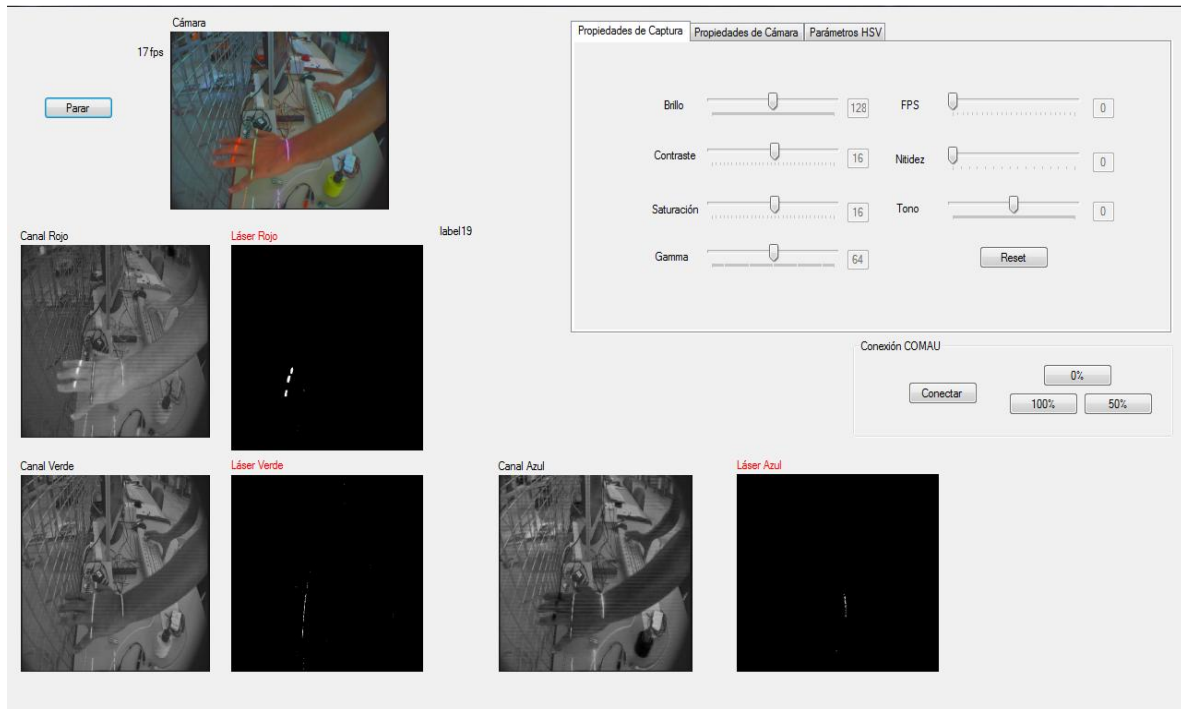 Cámara
17 fps
Parar
Propiedades de Captura Propiedades de Cámara Parámetros HSV
Brillo 128 FPS 0
Contraste 16 Nitidez 0
Saturación 16 Tono 0
Gamma 64 Reset
Canal Rojo Láser Rojo label19
Conexión COMAU
0%
Conectar
100% 50%
Canal Verde Láser Verde Canal Azul Láser Azul